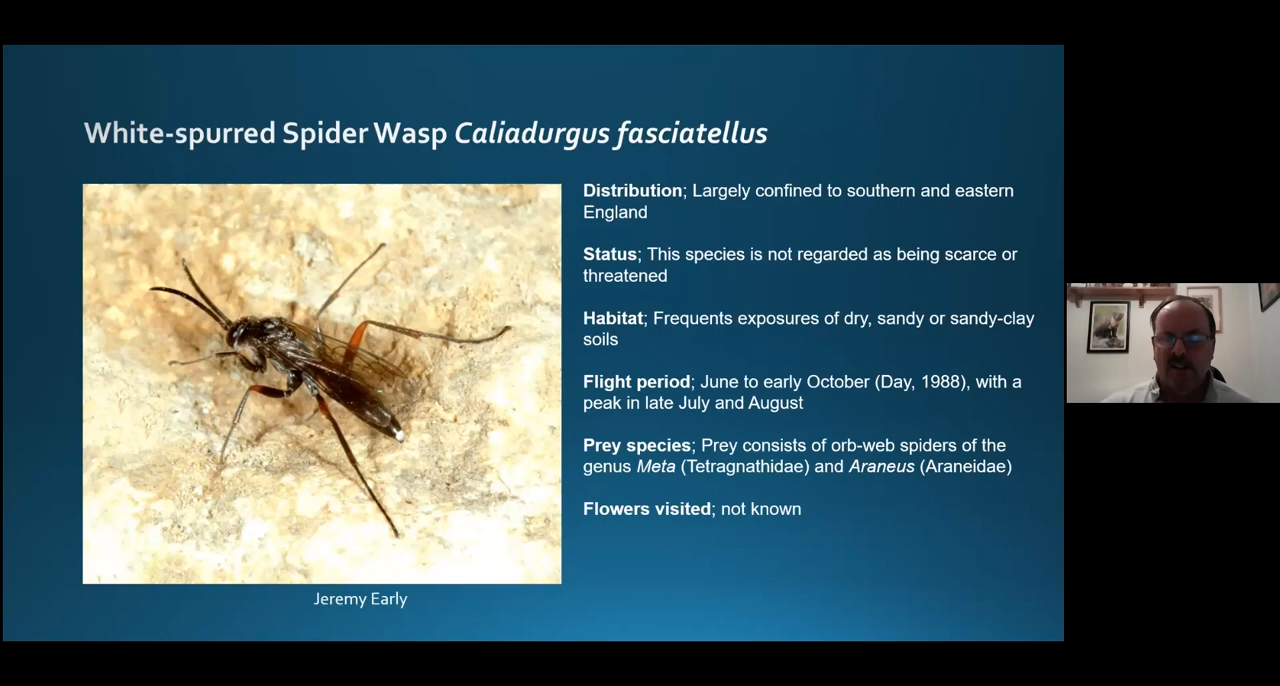 White-spurred Spider Wasp Caliadurgus fasciatellus
Distribution; Largely confined to southern and eastern
England
Status; This species is not regarded as being scarce or
threatened
Habitat; Frequents exposures of dry, sandy or sandy-clay
soils
Flight period; June to early October (Day, 1988), with a
peak in late July and August
Prey species; Prey consists of orb-web spiders of the
genus Meta (Tetragnathidae) and Araneus (Araneidae)
Flowers visited; not known
Jeremy Early